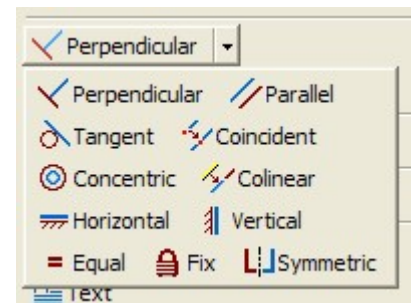 Perpendicular
Perpendicular Parallel
Tangent Coincident
Concentric Colinear
Horizontal Vertical
= Equal Fix Symmetric
Text